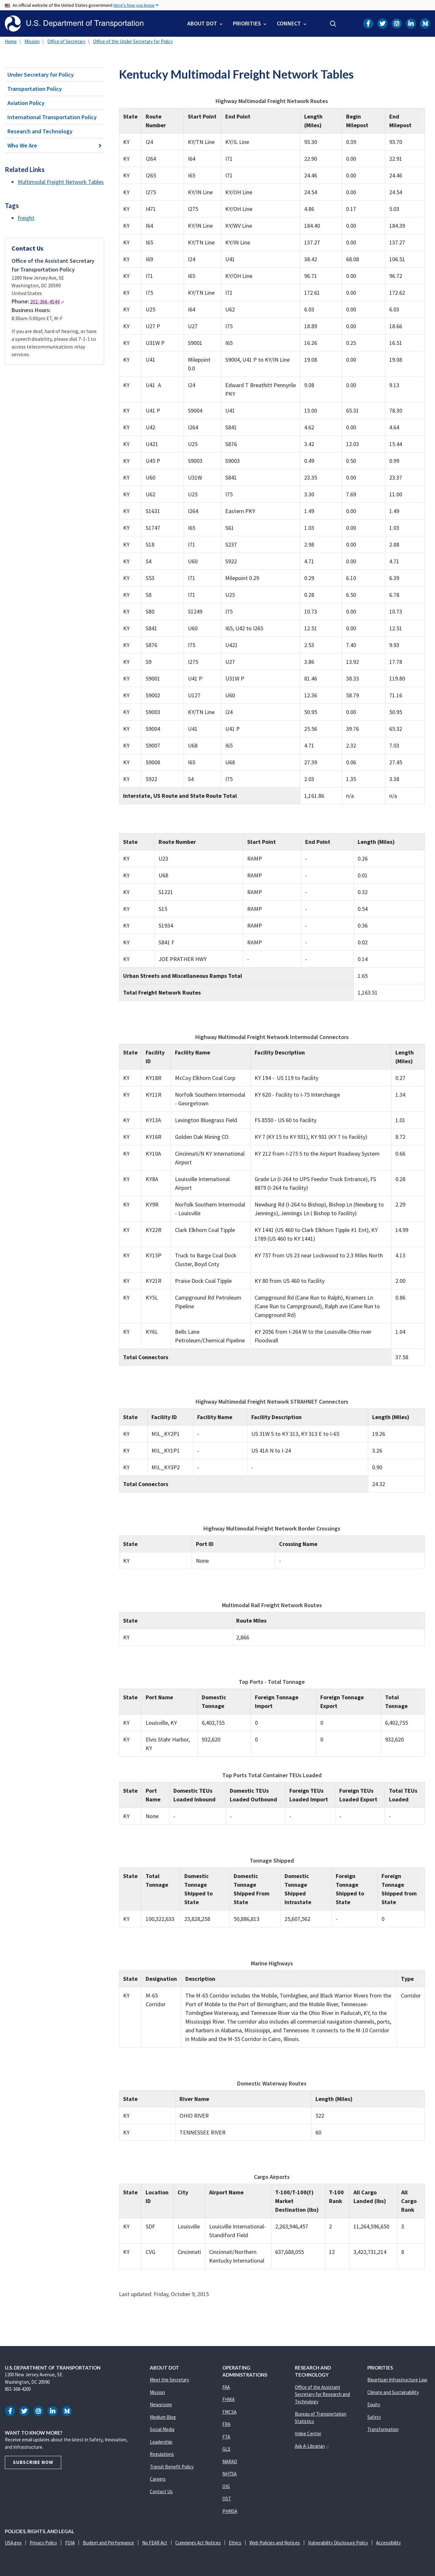 An official website of the United States government Here's how you know
U.S. Department of Transportation
ABOUT DOT PRIORITIES CONNECT
Home \ Mission \ Office of Secretary \ Office of the Under Secretary for Policy
Under Secretary for Policy
Transportation Policy
Aviation Policy
International Transportation Policy
Research and Technology
Who We Are
Related Links
Multimodal Freight Network Tables
Tags
freight
Contact Us
Office of the Assistant Secretary
for Transportation Policy
1200 New Jersey Ave, SE
Washington, DC 20590
United States
Phone: 202-366-4544
Business Hours:
8:30am-5:00pm ET, M-F
If you are deaf, hard of hearing, or have
a speech disability, please dial 7-1-1 to
access telecommunications relay
services.
Kentucky Multimodal Freight Network Tables
Highway Multimodal Freight Network Routes
State Route Number Start Point End Point Length (Miles) Begin Milepost End Milepost
KY I24 KY/TN Line KY/IL Line 93.30 0.39 93.70
KY I264 I64 I71 22.90 0.00 22.91
KY I265 I65 I71 24.46 0.00 24.46
KY I275 KY/IN Line KY/OH Line 24.54 0.00 24.54
KY I471 I275 KY/OH Line 4.86 0.17 5.03
KY I64 KY/IN Line KY/WV Line 184.40 0.00 184.39
KY I65 KY/TN Line KY/IN Line 137.27 0.00 137.27
KY I69 I24 U41 38.42 68.08 106.51
KY I71 I65 KY/OH Line 96.71 0.00 96.72
KY I75 KY/TN Line I71 172.61 0.00 172.62
KY U25 I64 U62 6.03 0.00 6.03
KY U27 P U27 I75 18.89 0.00 18.66
KY U31W P S9001 I65 16.26 0.25 16.51
KY U41 Milepoint 0.0 S9004, U41 P to KY/IN Line 19.08 0.00 19.08
KY U41 A I24 Edward T Breathitt Pennyrile PKY 9.08 0.00 9.13
KY U41 P S9004 U41 13.00 65.31 78.30
KY U42 I264 S841 4.62 0.00 4.64
KY U421 U25 S876 3.42 12.03 15.44
KY U45 P S9003 S9003 0.49 0.50 0.99
KY U60 U31W S841 23.35 0.00 23.37
KY U62 U25 I75 3.30 7.69 11.00
KY S1631 I264 Eastern PKY 1.49 0.00 1.49
KY S1747 I65 S61 1.03 0.00 1.03
KY S18 I71 S237 2.98 0.00 2.88
KY S4 U60 S922 4.71 0.00 4.71
KY S53 I71 Milepoint 0.29 0.29 6.10 6.39
KY S8 I71 U25 0.28 6.50 6.78
KY S80 S1249 I75 10.73 0.00 10.73
KY S841 U60 I65, U42 to I265 12.51 0.00 12.51
KY S876 I75 U421 2.53 7.40 9.93
KY S9 I275 U27 3.86 13.92 17.78
KY S9001 U41 P U31W P 81.46 38.33 119.80
KY S9002 U127 U60 12.36 58.79 71.16
KY S9003 KY/TN Line I24 50.95 0.00 50.95
KY S9004 U41 U41 P 25.56 39.76 65.32
KY S9007 U68 I65 4.71 2.32 7.03
KY S9008 I65 U68 27.39 0.06 27.45
KY S922 S4 I75 2.03 1.35 3.38
Interstate, US Route and State Route Total 1,161.86 n/a n/a
State Route Number Start Point End Point Length (Miles)
KY U23 RAMP - 0.26
KY U68 RAMP - 0.01
KY S1221 RAMP - 0.32
KY S15 RAMP - 0.54
KY S1934 RAMP - 0.36
KY S841 F RAMP - 0.02
KY JOE PRATHER HWY - - 0.14
Urban Streets and Miscellaneous Ramps Total 1.65
Total Freight Network Routes 1,163.51
Highway Multimodal Freight Network Intermodal Connectors
State Facility ID Facility Name Facility Description Length (Miles)
KY KY18R McCoy Elkhorn Coal Corp KY 194 - US 119 to Facility 0.27
KY KY11R Norfolk Southern Intermodal - Georgetown KY 620 - Facility to I-75 Interchange 1.34
KY KY13A Lexington Bluegrass Field FS 8550 - US 60 to Facility 1.01
KY KY16R Golden Oak Mining CO. KY 7 (KY 15 to KY 931), KY 931 (KY 7 to Facility) 8.72
KY KY10A Cincinnati/N KY International Airport KY 212 from I-275 S to the Airport Roadway System 0.66
KY KY8A Louisville International Airport Grade Ln (I-264 to UPS Feeder Truck Entrance), FS 8879 (I-264 to Facility) 0.28
KY KY9R Norfolk Southern Intermodal - Louisville Newburg Rd (I-264 to Bishop), Bishop Ln (Newburg to Jennings), Jennings Ln ( Bishop to Facility) 2.29
KY KY22R Clark Elkhorn Coal Tipple KY 1441 (US 460 to Clark Elkhorn Tipple #1 Ent), KY 1789 (US 460 to KY 1441) 14.99
KY KY15P Truck to Barge Coal Dock Cluster, Boyd Cnty KY 757 from US 23 near Lockwood to 2.3 Miles North 4.13
KY KY21R Praise Dock Coal Tipple KY 80 from US 460 to Facility 2.00
KY KY5L Campground Rd Petroleum Pipeline Campground Rd (Cane Run to Ralph), Kramers Ln (Cane Run to Camprground), Ralph ave (Cane Run to Campground Rd) 0.86
KY KY6L Bells Lane Petroleum/Chemical Pipeline KY 2056 from I-264 W to the Louisville-Ohio river Floodwall 1.04
Total Connectors 37.58
Highway Multimodal Freight Network STRAHNET Connectors
State Facility ID Facility Name Facility Description Length (Miles)
KY MIL_KY2P1 - US 31W S to KY 313, KY 313 E to I-65 19.26
KY MIL_KY1P1 - US 41A N to I-24 3.26
KY MIL_KY3P2 - - 0.90
Total Connectors 24.32
Highway Multimodal Freight Network Border Crossings
State Port ID Crossing Name
KY None -
Multimodal Rail Freight Network Routes
State Route Miles
KY 2,866
Top Ports - Total Tonnage
State Port Name Domestic Tonnage Foreign Tonnage Import Foreign Tonnage Export Total Tonnage
KY Louisville, KY 6,402,755 0 0 6,402,755
KY Elvis Stahr Harbor, KY 932,620 0 0 932,620
Top Ports Total Container TEUs Loaded
State Port Name Domestic TEUs Loaded Inbound Domestic TEUs Loaded Outbound Foreign TEUs Loaded Import Foreign TEUs Loaded Export Total TEUs Loaded
KY None - - - - -
Tonnage Shipped
State Total Tonnage Domestic Tonnage Shipped to State Domestic Tonnage Shipped From State Domestic Tonnage Shipped Intrastate Foreign Tonnage Shipped to State Foreign Tonnage Shipped from State
KY 100,322,633 23,828,258 50,886,813 25,607,562 - 0
Marine Highways
State Designation Description Type
KY M-65 Corridor The M-65 Corridor includes the Mobile, Tombigbee, and Black Warrior Rivers from the Port of Mobile to the Port of Birmingham; and the Mobile River, Tennessee-Tombigbee Waterway, and Tennessee River via the Ohio River in Paducah, KY, to the Mississippi River. The corridor also includes all commercial navigation channels, ports, and harbors in Alabama, Mississippi, and Tennessee. It connects to the M-10 Corridor in Mobile and the M-55 Corridor in Cairo, Illinois. Corridor
Domestic Waterway Routes
State River Name Length (Miles)
KY OHIO RIVER 522
KY TENNESSEE RIVER 60
Cargo Airports
State Location ID City Airport Name T-100/T-100(f) Market Destination (lbs) T-100 Rank All Cargo Landed (lbs) All Cargo Rank
KY SDF Louisville Louisville International-Standiford Field 2,263,946,457 2 11,264,596,650 3
KY CVG Cincinnati Cincinnati/Northern Kentucky International 637,688,055 12 3,422,731,214 8
Last updated: Friday, October 9, 2015
U.S. DEPARTMENT OF TRANSPORTATION
1200 New Jersey Avenue, SE
Washington, DC 20590
855-368-4200
WANT TO KNOW MORE?
Receive email updates about the latest in Safety, Innovation,
and Infrastructure.
SUBSCRIBE NOW
ABOUT DOT
Meet the Secretary
Mission
Newsroom
Medium Blog
Social Media
Leadership
Regulations
Transit Benefit Policy
Careers
Contact Us
OPERATING
ADMINISTRATIONS
FAA
FHWA
FMCSA
FRA
FTA
GLS
MARAD
NHTSA
OIG
OST
PHMSA
RESEARCH AND
TECHNOLOGY
Office of the Assistant
Secretary for Research and
Technology
Bureau of Transportation
Statistics
Volpe Center
Ask-A-Librarian
PRIORITIES
Bipartisan Infrastructure Law
Climate and Sustainability
Equity
Safety
Transformation
POLICIES, RIGHTS, AND LEGAL
USA.gov | Privacy Policy | FOIA | Budget and Performance | No FEAR Act | Cummings Act Notices | Ethics | Web Policies and Notices | Vulnerability Disclosure Policy | Accessibility